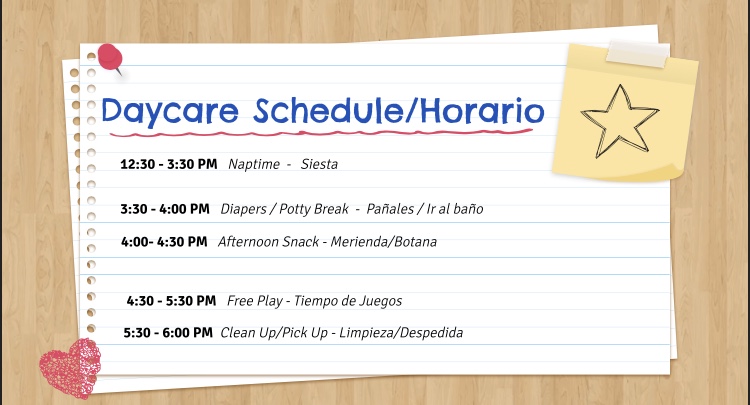 Daycare Schedule/Horario
12:30 - 3:30 PM Naptime - Siesta
3:30 - 4:00 PM Diapers / Potty Break - Pañales / Ir al baño
4:00- 4:30 PM Afternoon Snack - Merienda/Botana
4:30 - 5:30 PM Free Play - Tiempo de Juegos
5:30 - 6:00 PM Clean Up/Pick Up - Limpieza/Despedida